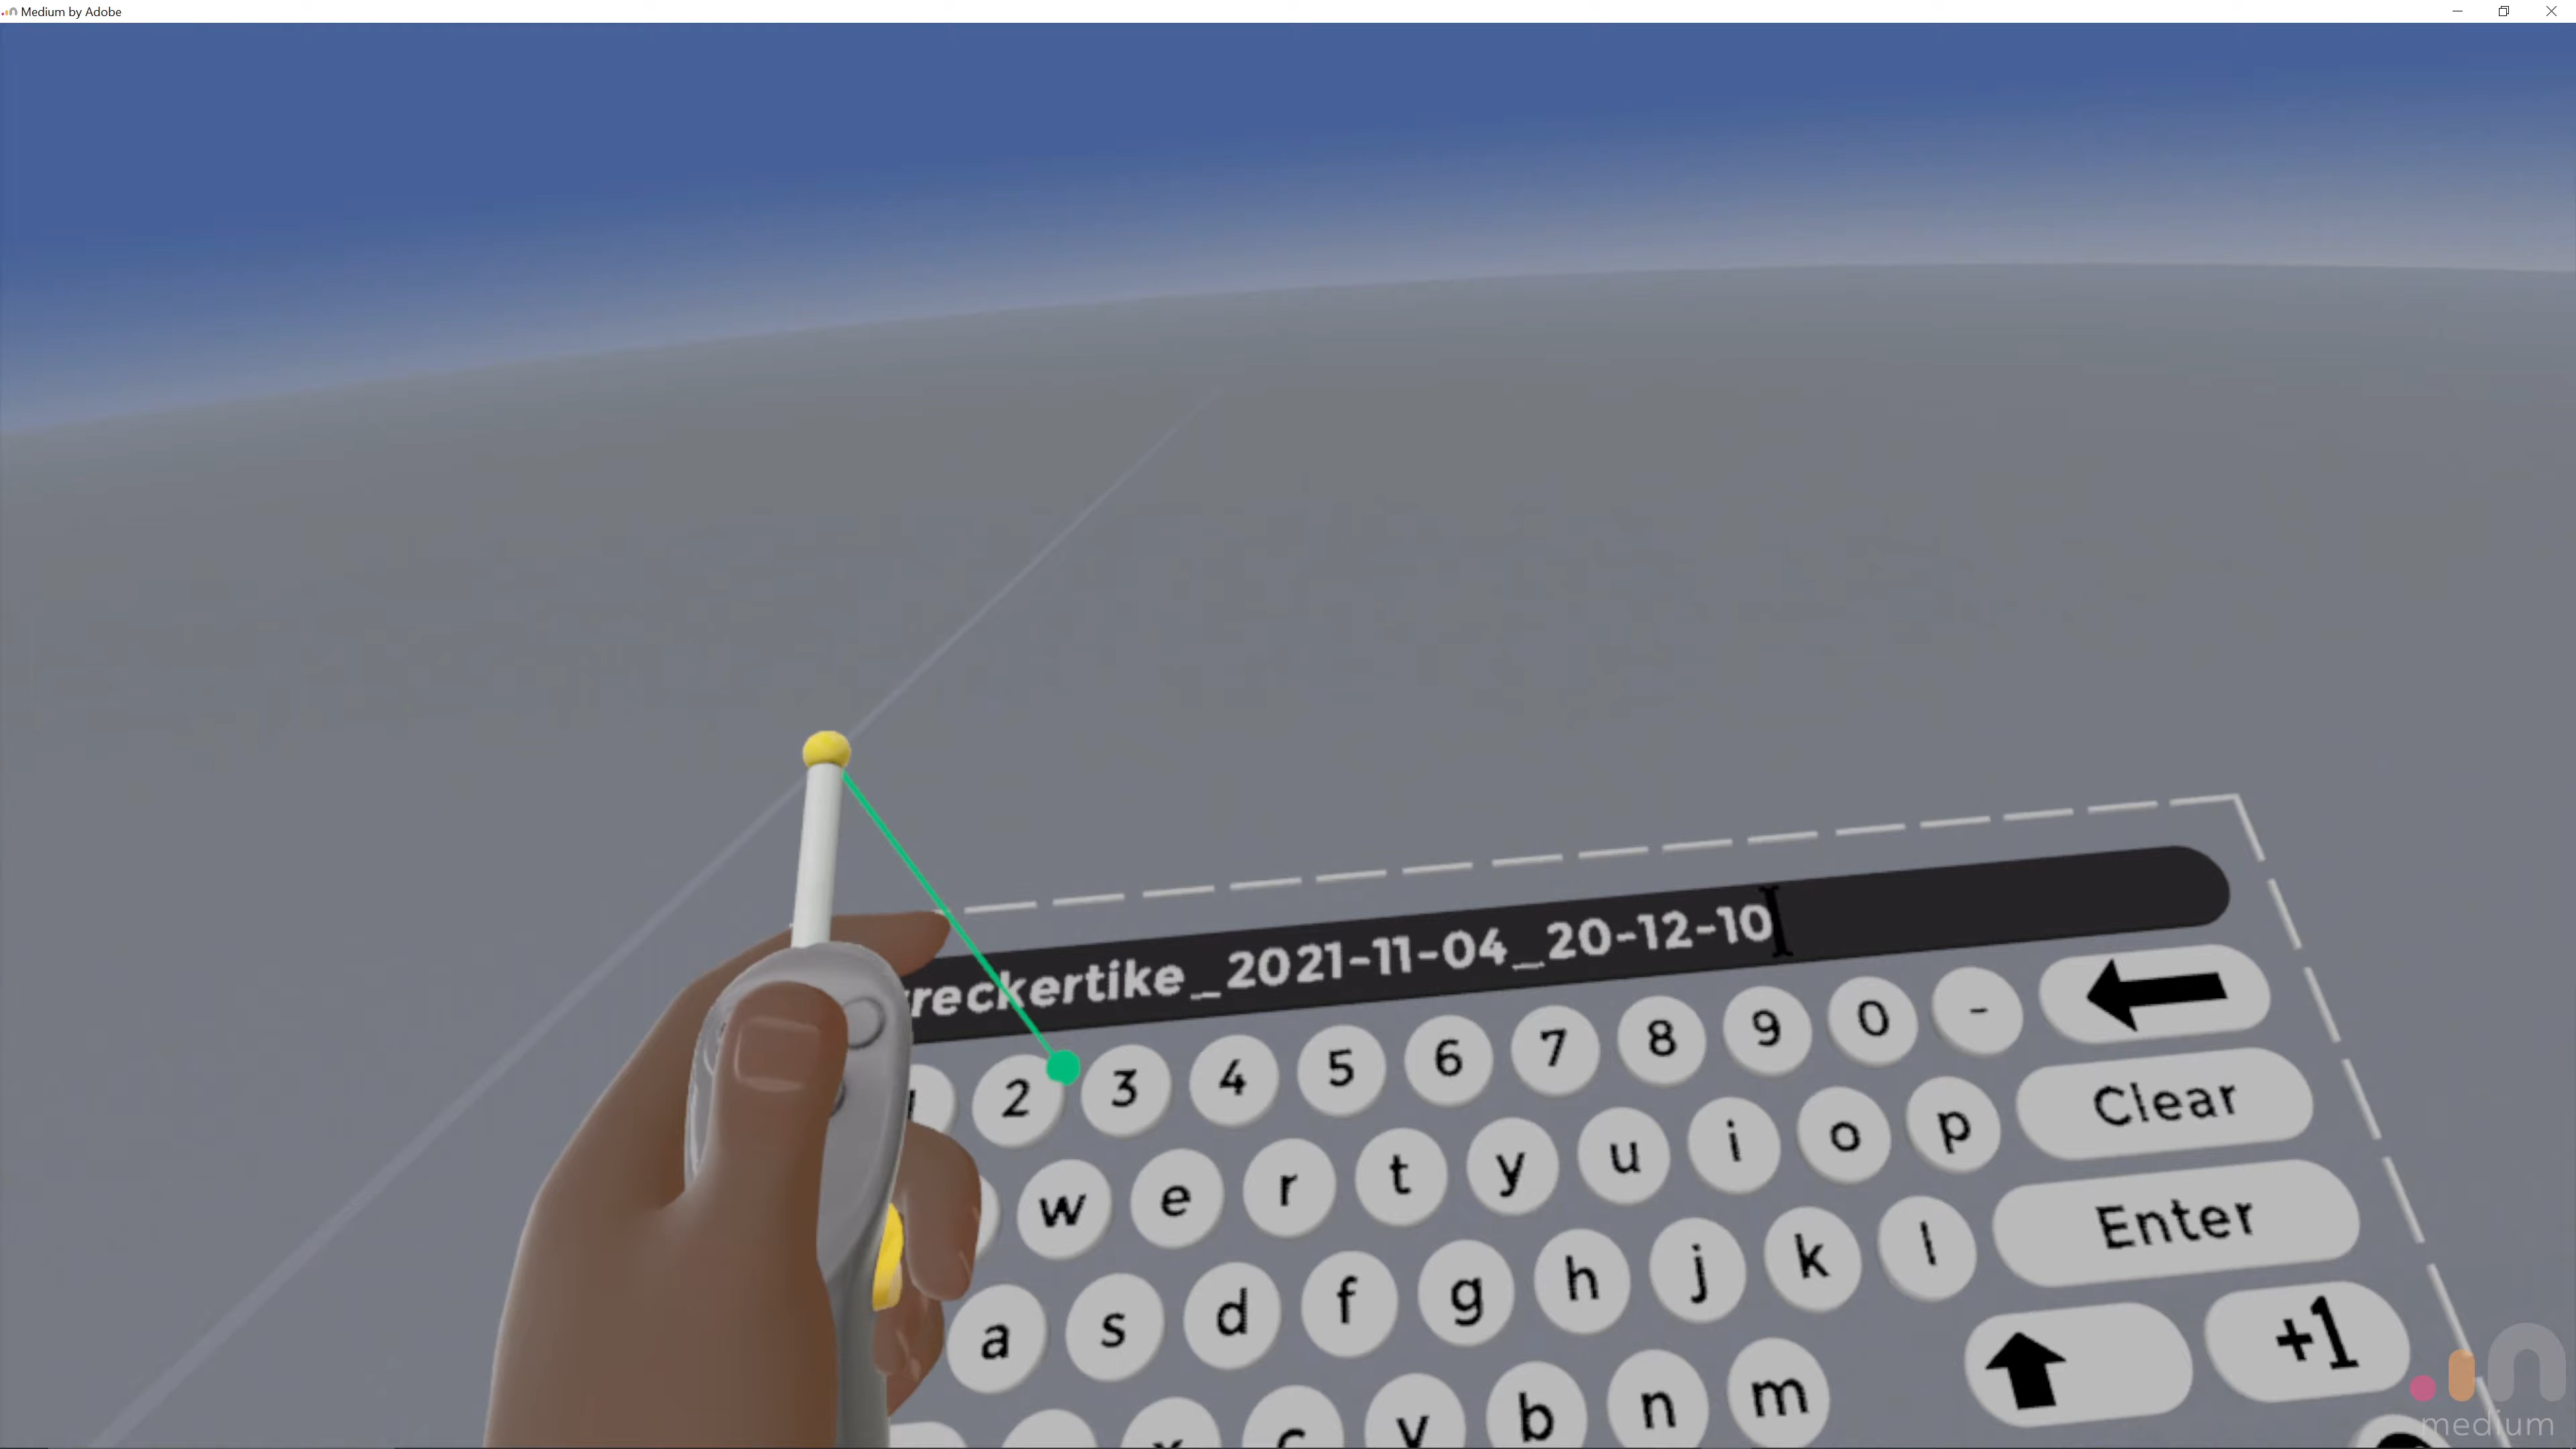 Medium by Adobe
reckertike_2021-11-04_20-12-10
1 2 3 4 5 6 7 8 9 0 -
w e r t y u i o p Clear
a s d f g h j k l Enter
x c v b n m +1
medium